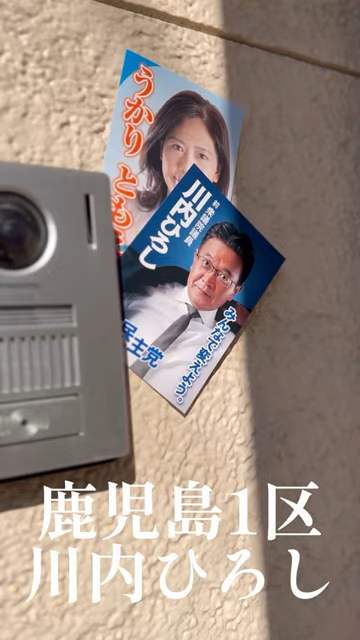 うかり とも
前 衆議院議員
川内ひろし
みんなで変えよう。
民主党
鹿児島1区
川内ひろし